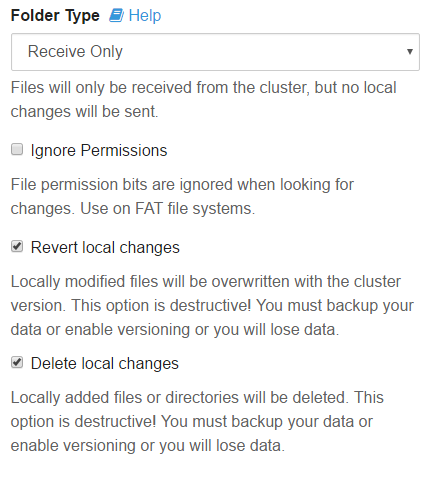 Folder Type Help
Receive Only
Files will only be received from the cluster, but no local
changes will be sent.
Ignore Permissions
File permission bits are ignored when looking for
changes. Use on FAT file systems.
Revert local changes
Locally modified files will be overwritten with the cluster
version. This option is destructive! You must backup your
data or enable versioning or you will lose data.
Delete local changes
Locally added files or directories will be deleted. This
option is destructive! You must backup your data or
enable versioning or you will lose data.